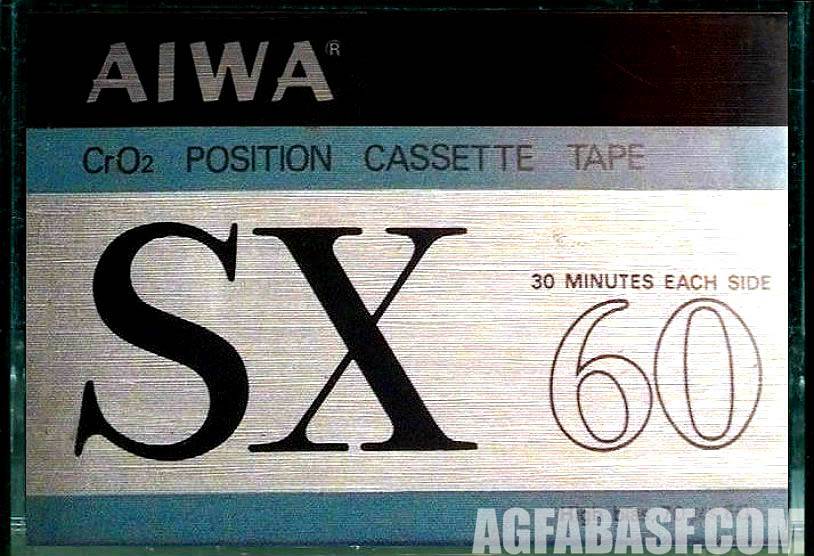 AIWA®
CrO2 POSITION CASSETTE TAPE
SX
30 MINUTES EACH SIDE
60
AGFABASF.COM